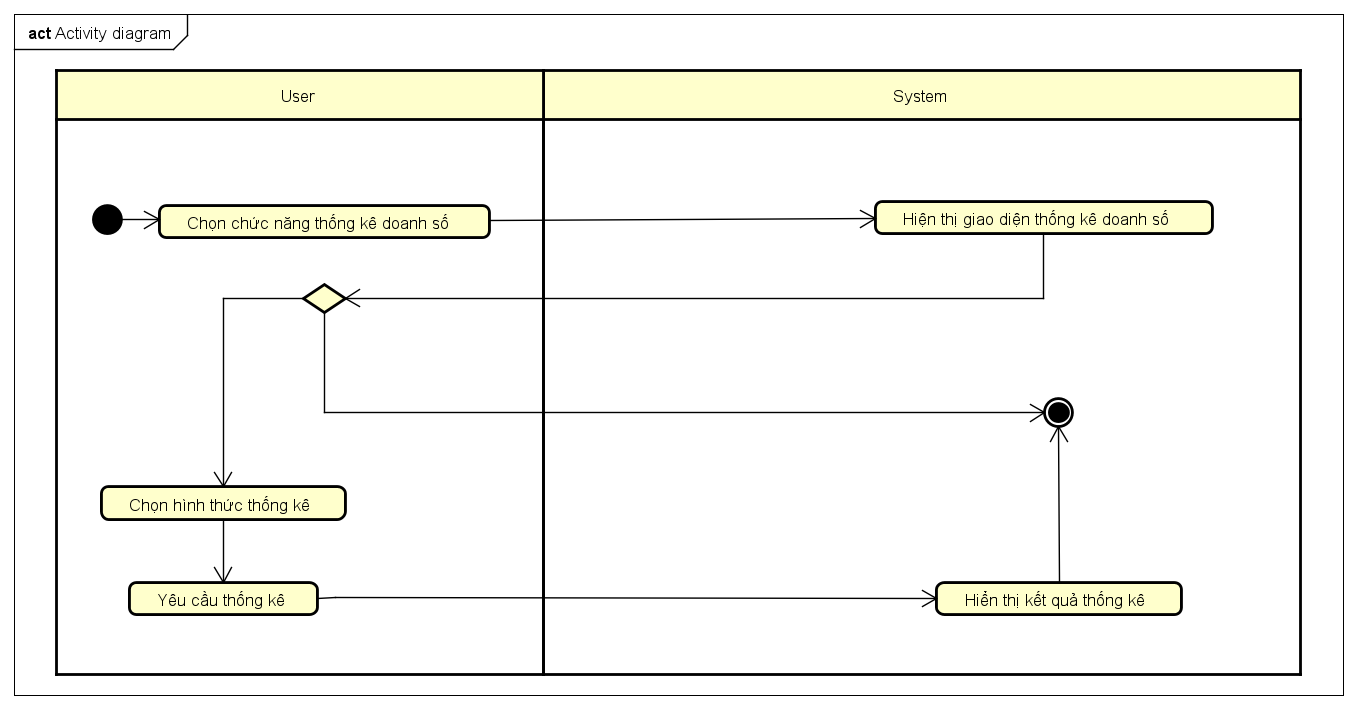 act Activity diagram
User
System
Chọn chức năng thống kê doanh số
Hiện thị giao diện thống kê doanh số
Chọn hình thức thống kê
Yêu cầu thống kê
Hiển thị kết quả thống kê